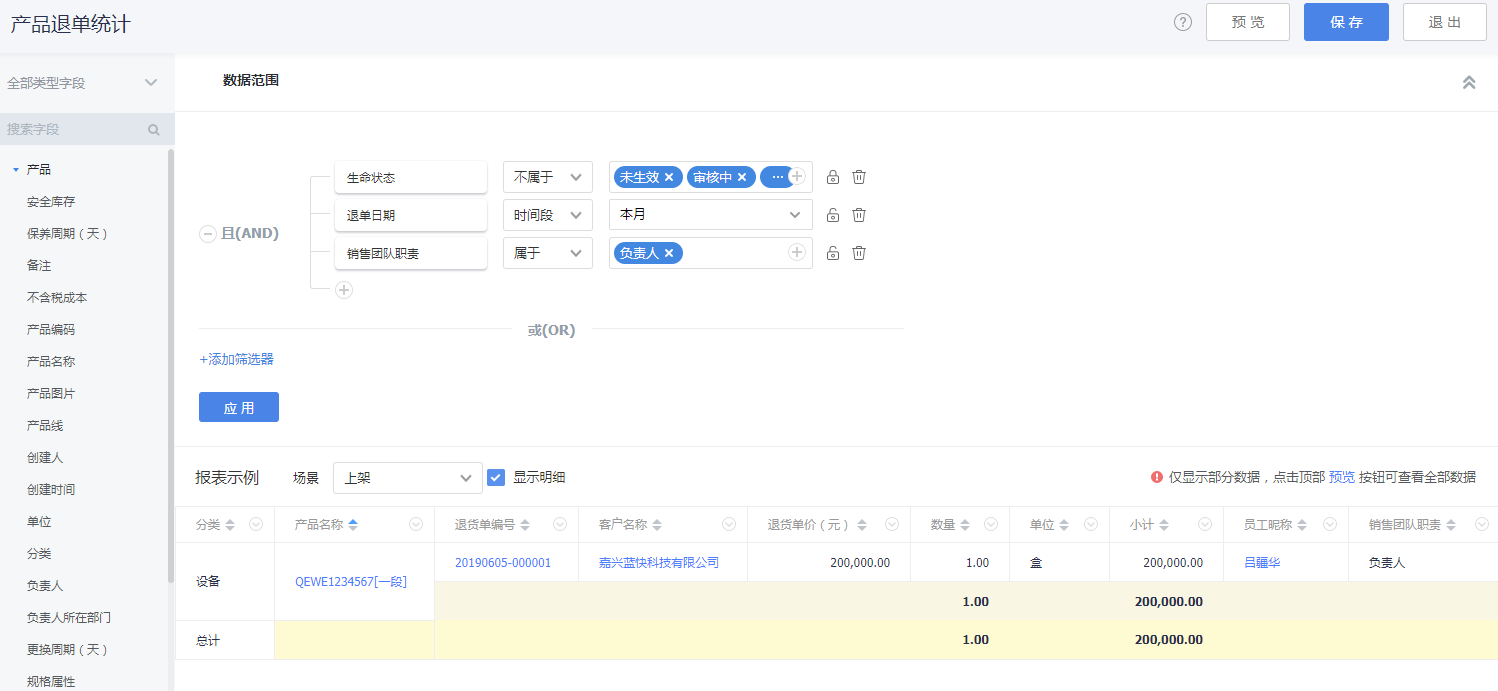 产品退单统计
? 预 览 保 存 退 出
全部类型字段
搜索字段
产品
安全库存
保养周期（天）
备注
不含税成本
产品编码
产品名称
产品图片
产品线
创建人
创建时间
单位
分类
负责人
负责人所在部门
更换周期（天）
规格属性
数据范围
且(AND)
生命状态 不属于 未生效 × 审核中 × ...
退单日期 时间段 本月
销售团队职责 属于 负责人 ×
或(OR)
+添加筛选器
应 用
报表示例 场景 上架 显示明细 仅显示部分数据，点击顶部 预览 按钮可查看全部数据
分类 产品名称 退货单编号 客户名称 退货单价（元） 数量 单位 小计 员工昵称 销售团队职责
设备 QEWE1234567[一段] 20190605-000001 嘉兴蓝快科技有限公司 200,000.00 1.00 盒 200,000.00 吕疆华 负责人
1.00 200,000.00
总计 1.00 200,000.00